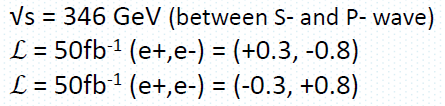 √s = 346 GeV (between S- and P- wave)
ℒ = 50fb⁻¹ (e+,e-) = (+0.3, -0.8)
ℒ = 50fb⁻¹ (e+,e-) = (-0.3, +0.8)